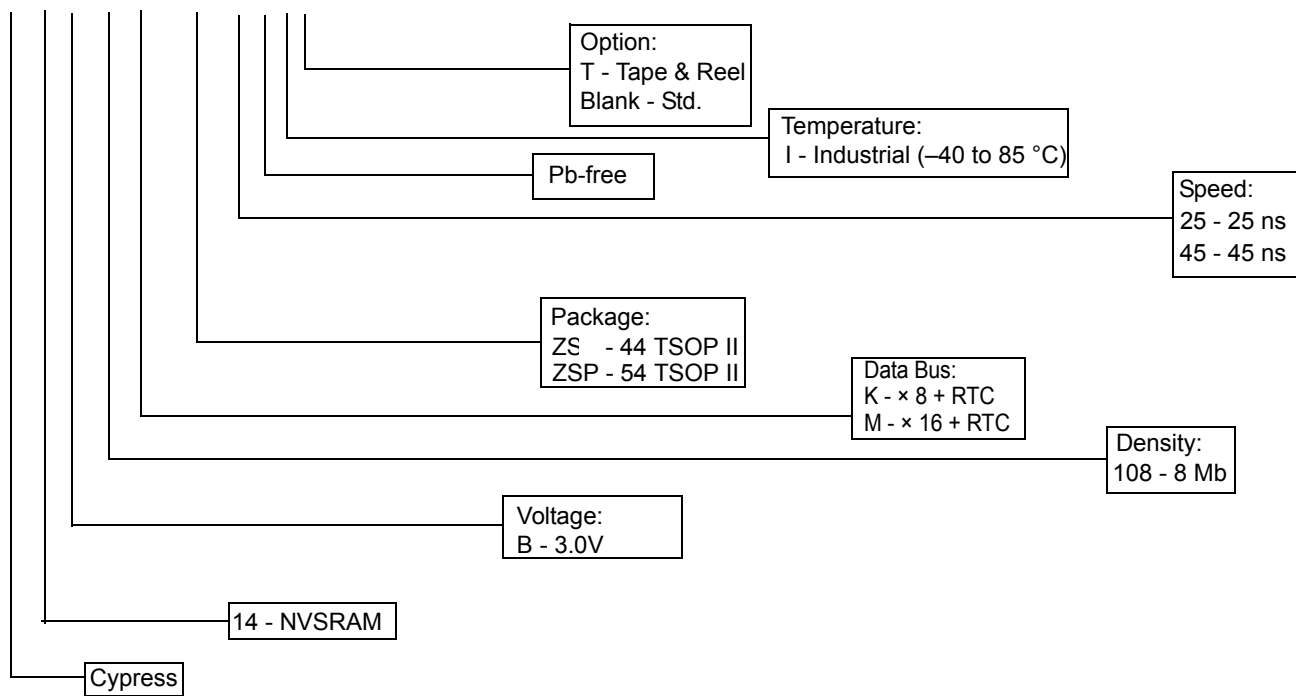 Option:
T - Tape & Reel
Blank - Std.
Temperature:
I - Industrial (–40 to 85 °C)
Pb-free
Speed:
25 - 25 ns
45 - 45 ns
Package:
ZS - 44 TSOP II
ZSP - 54 TSOP II
Data Bus:
K - × 8 + RTC
M - × 16 + RTC
Density:
108 - 8 Mb
Voltage:
B - 3.0V
14 - NVSRAM
Cypress